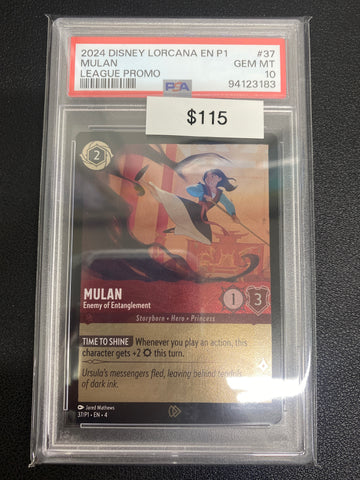 2024 DISNEY LORCANA EN P1 #37
MULAN GEM MT
LEAGUE PROMO 10
PSA 94123183
$115
2
MULAN
Enemy of Entanglement
1 3
Storyborn • Hero • Princess
TIME TO SHINE Whenever you play an action, this
character gets +2 this turn.
Ursula's messengers fled, leaving behind tendrils
of dark ink.
Jared Mathews
37/P1 • EN • 4